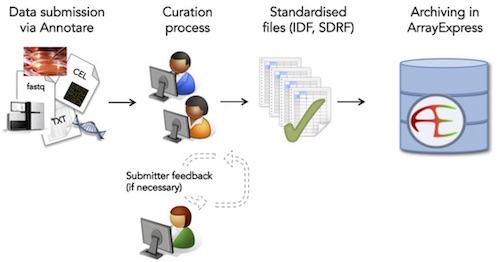 Data submission
via Annotare
Curation
process
Standardised
files (IDF, SDRF)
Archiving in
ArrayExpress
fastq
CEL
TXT
AE
Submitter feedback
(if necessary)